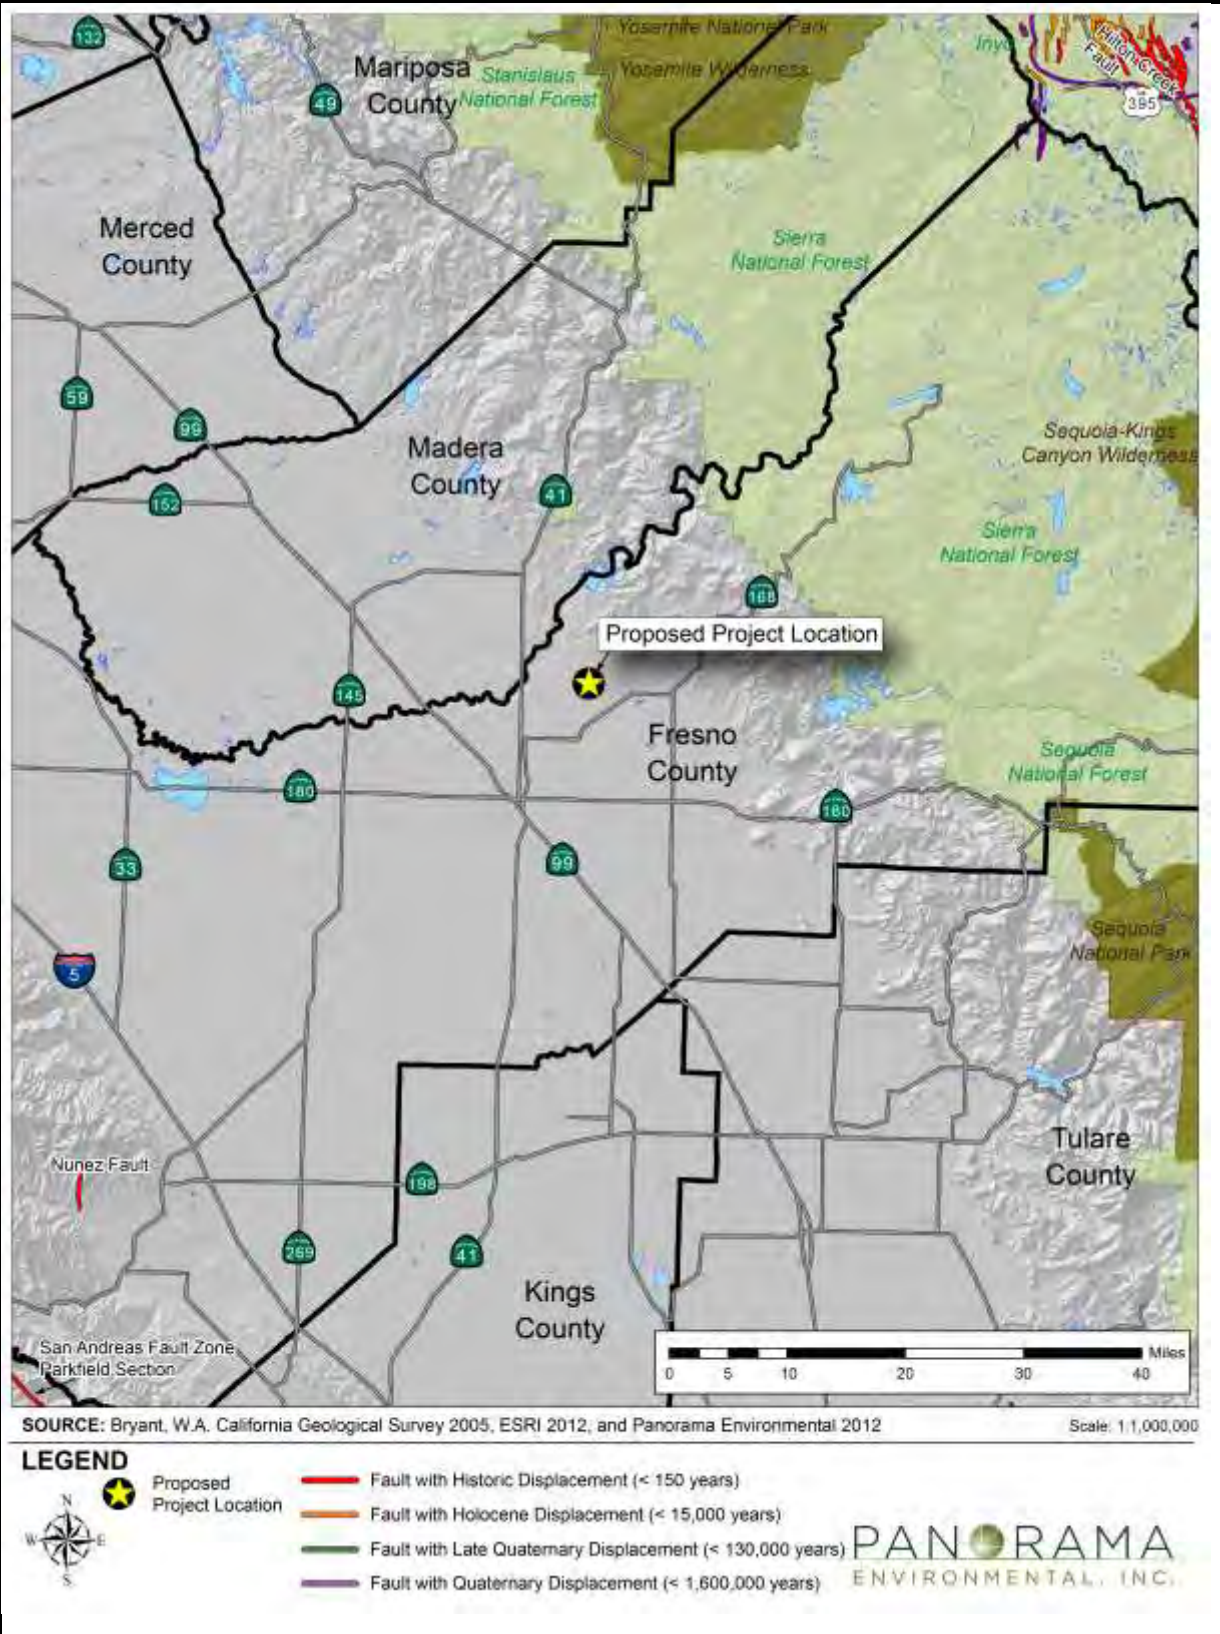 Yosemite National Park
132
Inyo
Hilton Creek
Fault
Mariposa
County
Stanislaus
National Forest
Yosemite Wilderness
49
US
395
Merced
County
Sierra
National Forest
59
99
Madera
County
Sequoia-Kings
Canyon Wilderness
152
41
Sierra
National Forest
168
Proposed Project Location
145
Fresno
County
Sequoia
National Forest
180
180
33
99
Sequoia
National Park
5
Tulare
County
Nunez Fault
198
269
41
Kings
County
San Andreas Fault Zone
Parkfield Section
Miles
0 5 10 20 30 40
SOURCE: Bryant, W.A. California Geological Survey 2005, ESRI 2012, and Panorama Environmental 2012
Scale: 1:1,000,000
LEGEND
Proposed
Project Location
N
W E
S
Fault with Historic Displacement (< 150 years)
Fault with Holocene Displacement (< 15,000 years)
Fault with Late Quaternary Displacement (< 130,000 years)
Fault with Quaternary Displacement (< 1,600,000 years)
PANORAMA
ENVIRONMENTAL, INC.